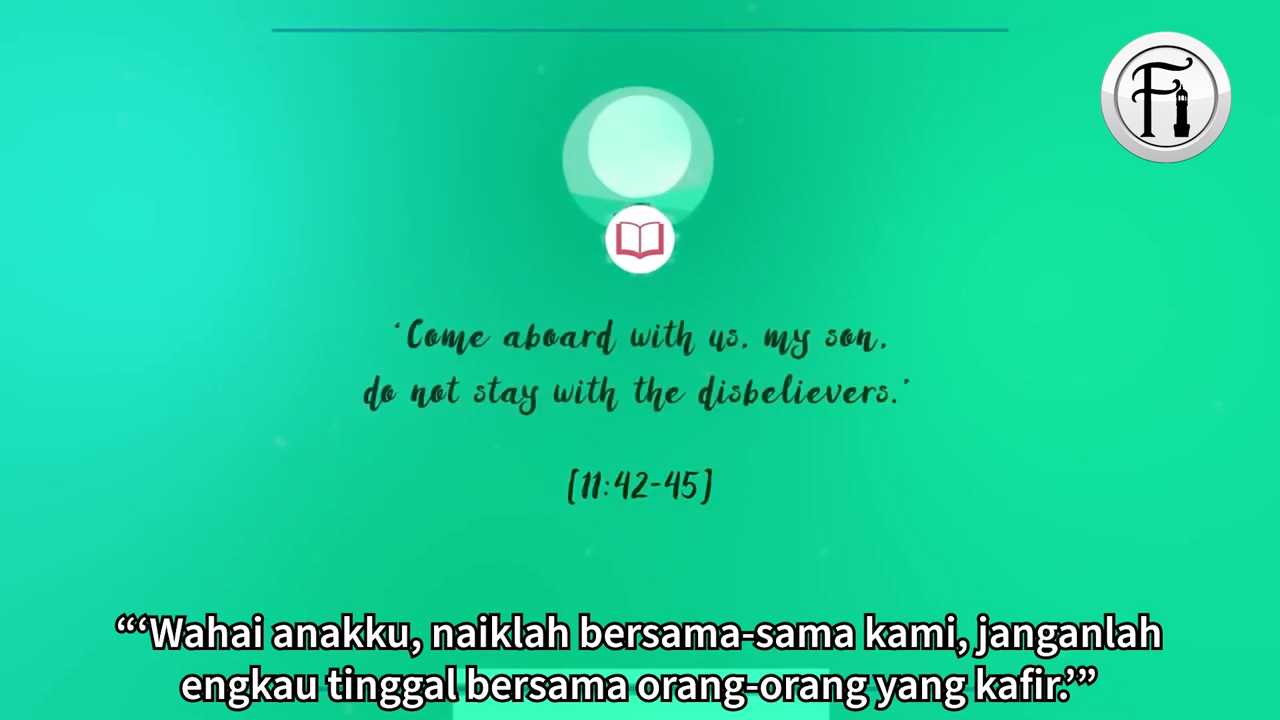 Fi
'Come aboard with us, my son,
do not stay with the disbelievers.'
[11:42-45]
“‘Wahai anakku, naiklah bersama-sama kami, janganlah
engkau tinggal bersama orang-orang yang kafir.’”